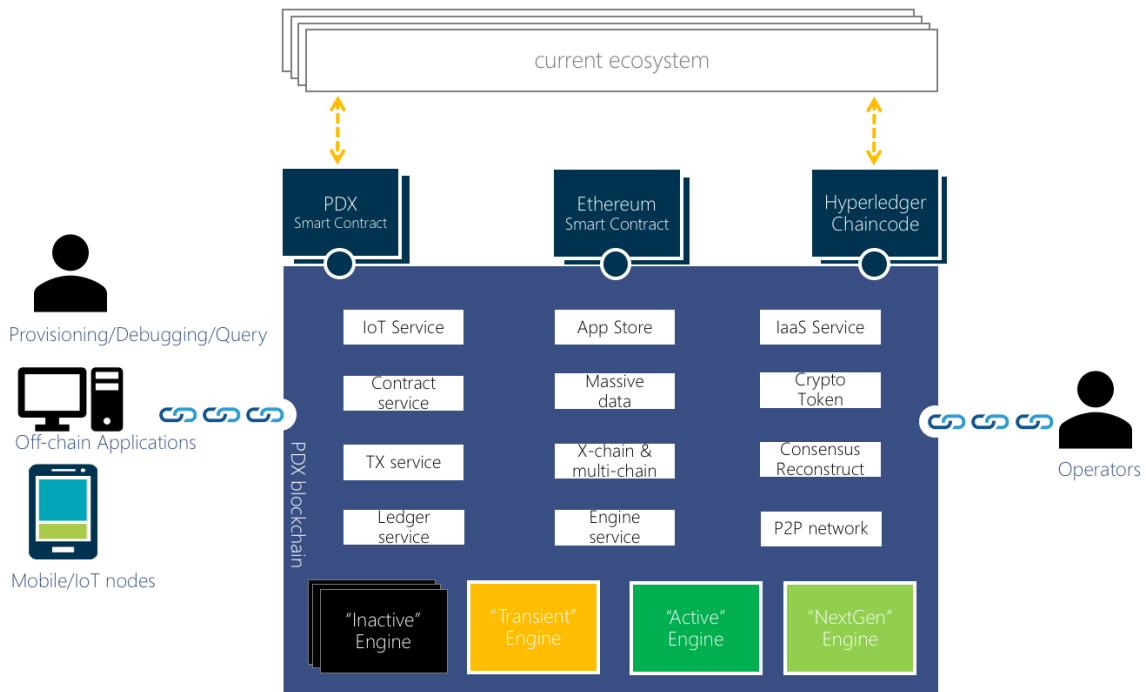 current ecosystem
PDX
Smart Contract
Ethereum
Smart Contract
Hyperledger
Chaincode
Provisioning/Debugging/Query
Off-chain Applications
Mobile/IoT nodes
PDX blockchain
IoT Service
App Store
IaaS Service
Contract
service
Massive
data
Crypto
Token
TX service
X-chain &
multi-chain
Consensus
Reconstruct
Ledger
service
Engine
service
P2P network
"Inactive"
Engine
"Transient"
Engine
"Active"
Engine
"NextGen"
Engine
Operators